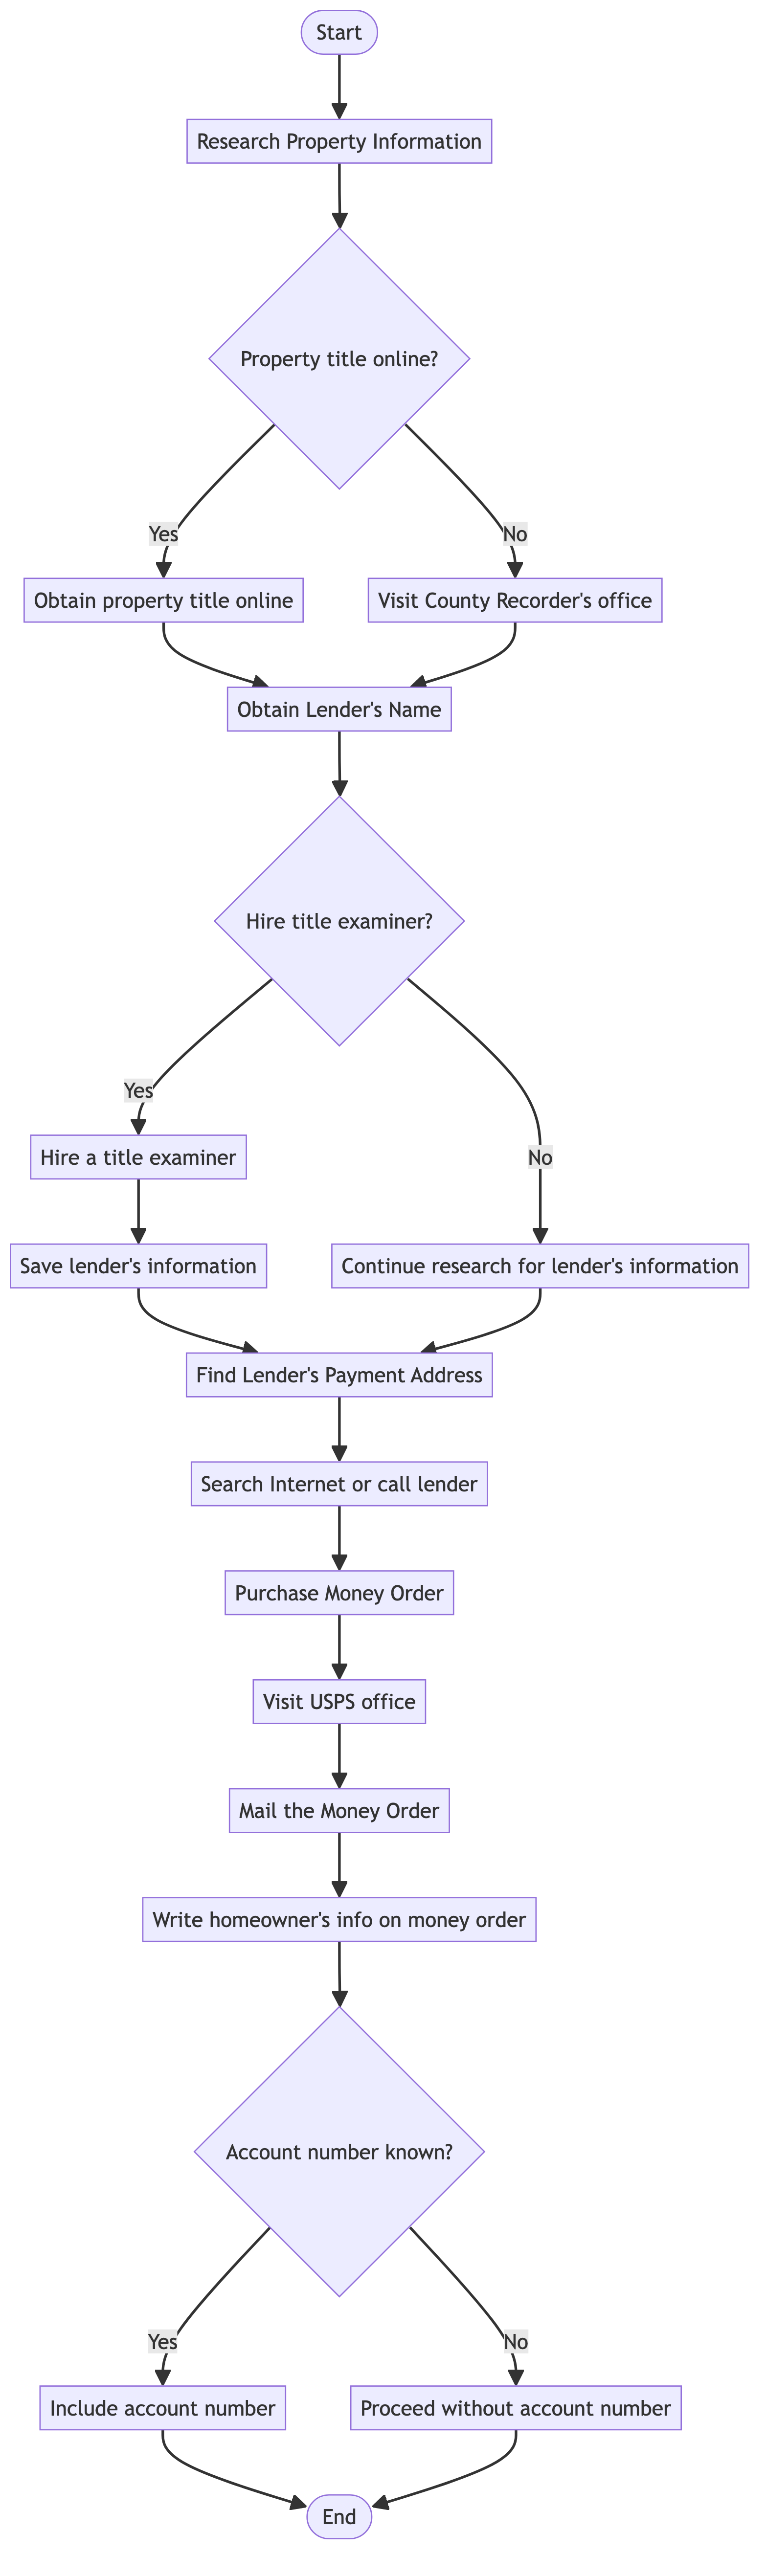 Start
Research Property Information
Property title online?
Yes
No
Obtain property title online
Visit County Recorder's office
Obtain Lender's Name
Hire title examiner?
Yes
Hire a title examiner
No
Save lender's information
Continue research for lender's information
Find Lender's Payment Address
Search Internet or call lender
Purchase Money Order
Visit USPS office
Mail the Money Order
Write homeowner's info on money order
Account number known?
Yes
No
Include account number
Proceed without account number
End